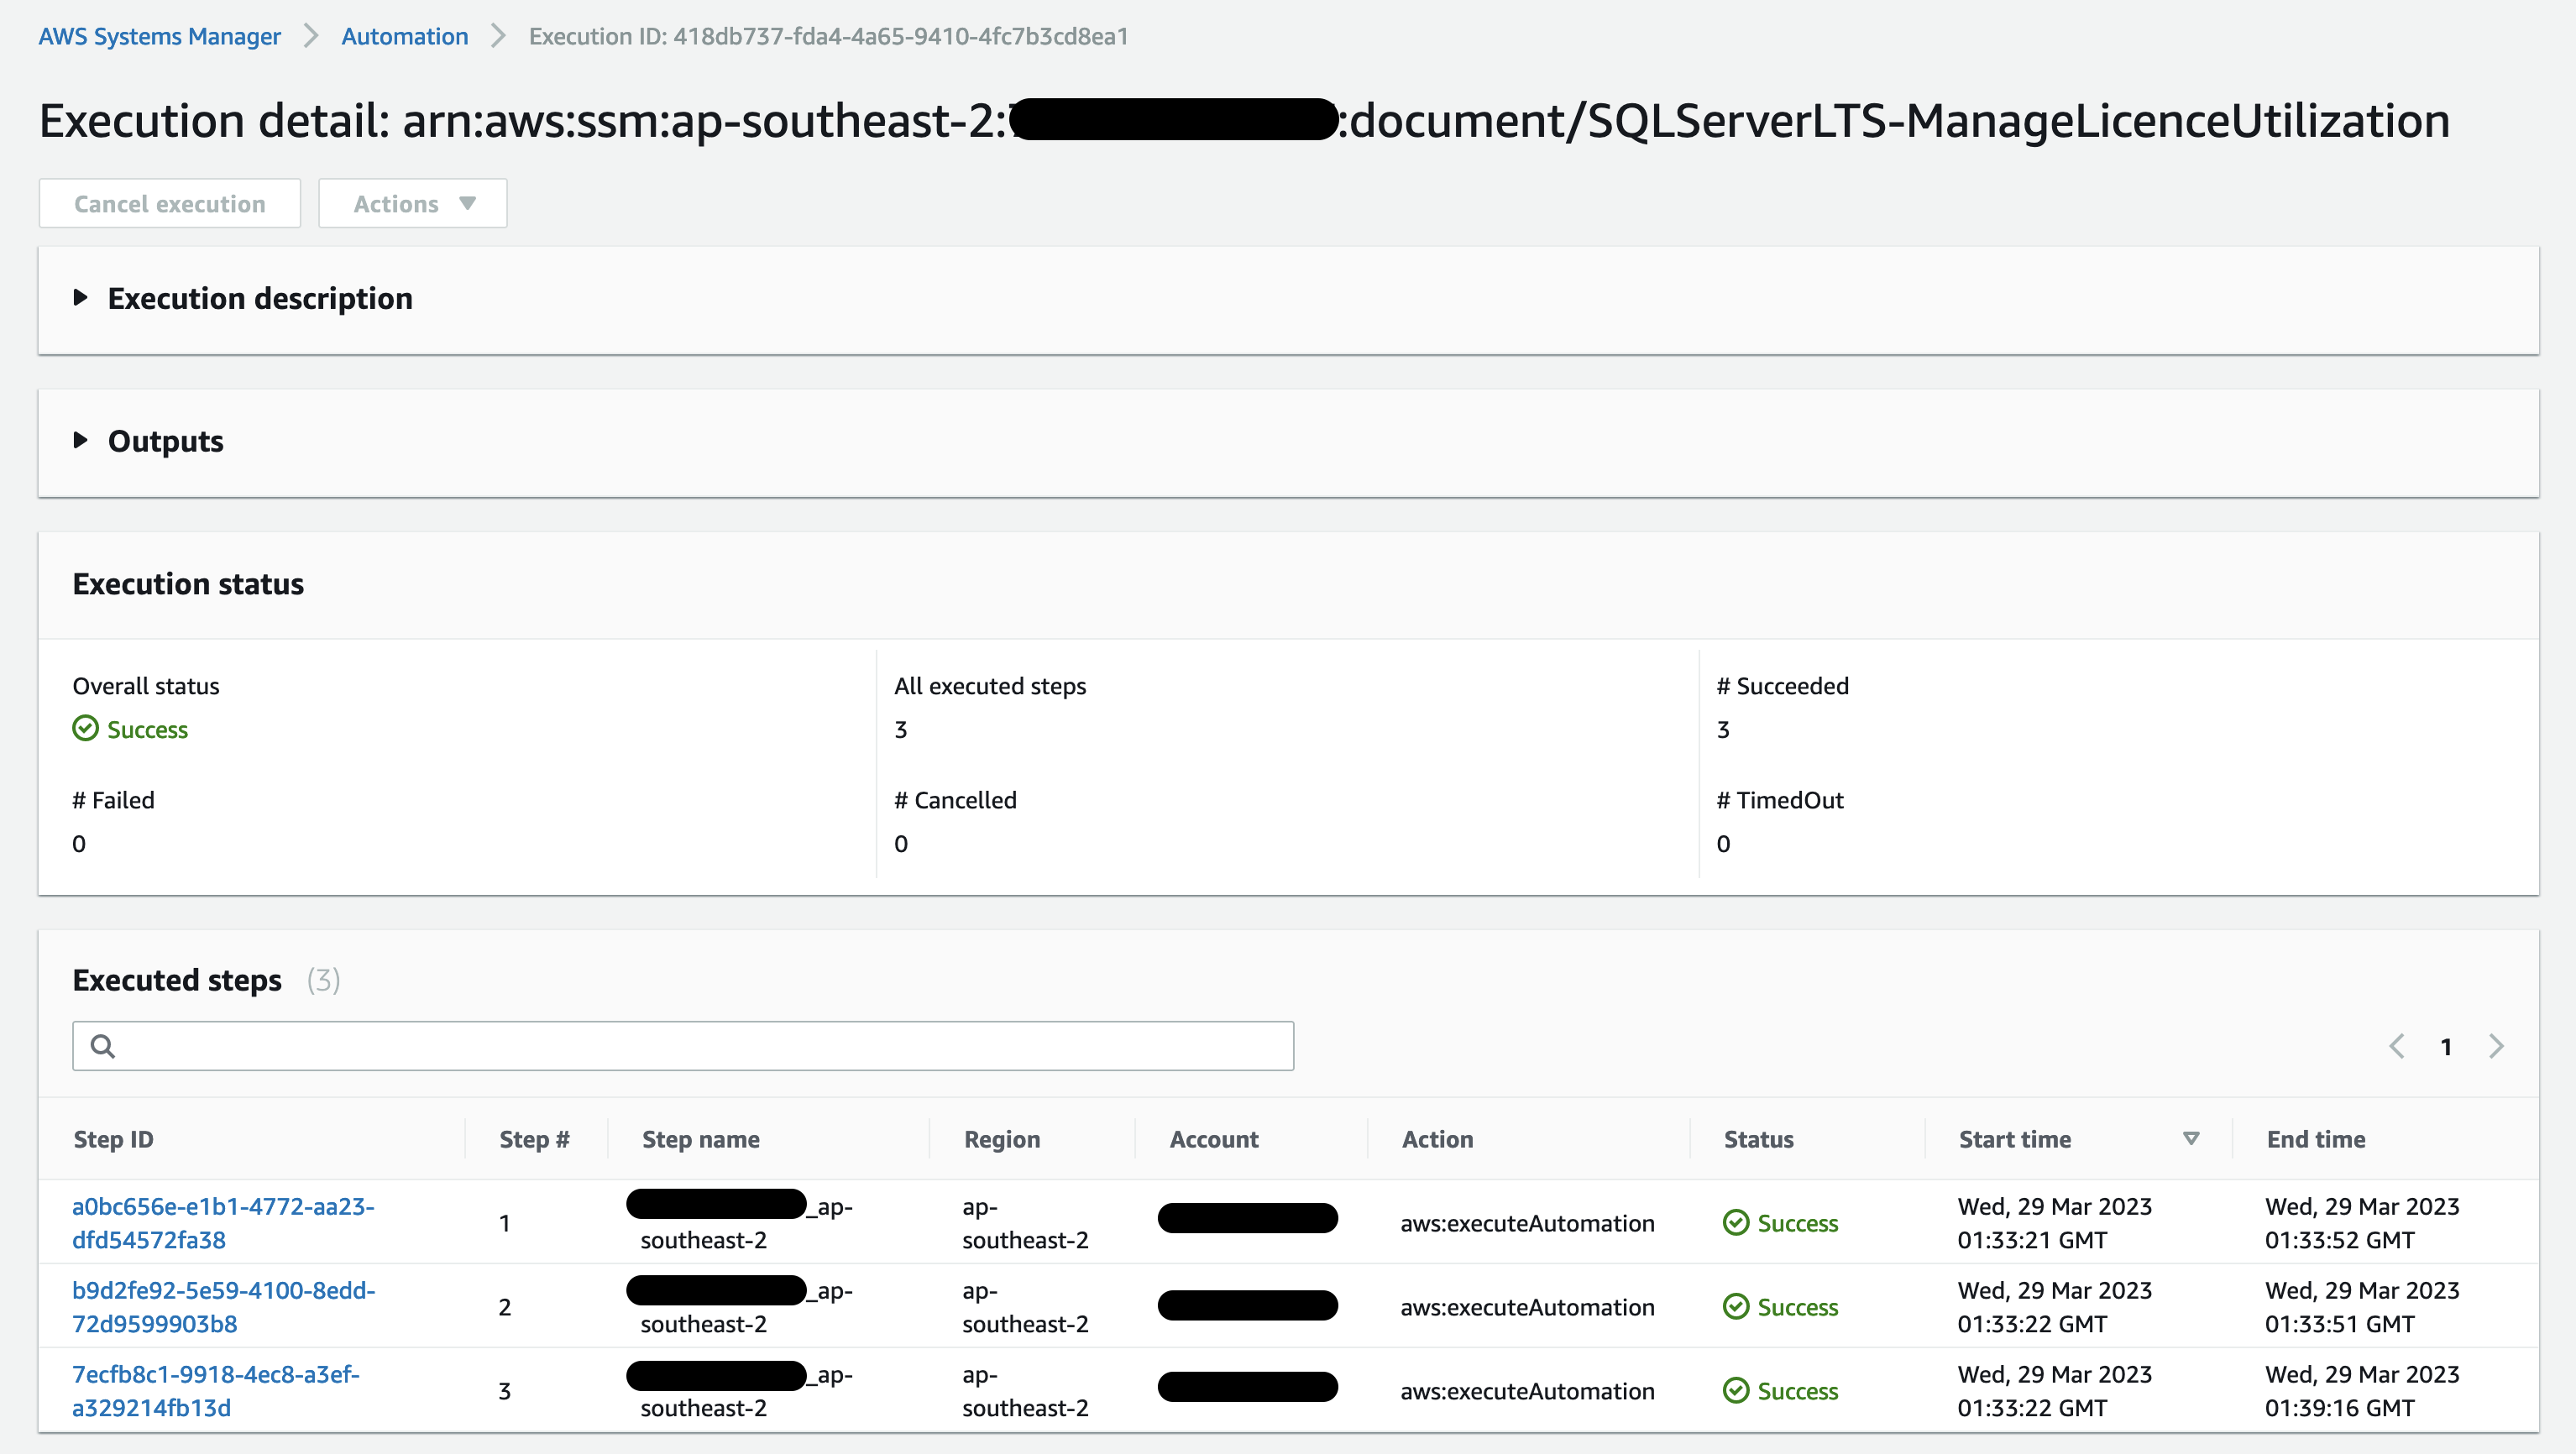 AWS Systems Manager > Automation > Execution ID: 418db737-fda4-4a65-9410-4fc7b3cd8ea1
Execution detail: arn:aws:ssm:ap-southeast-2: :document/SQLServerLTS-ManageLicenceUtilization
Cancel execution Actions
Execution description
Outputs
Execution status
Overall status All executed steps # Succeeded
Success 3 3
# Failed # Cancelled # TimedOut
0 0 0
Executed steps (3)
1
Step ID Step # Step name Region Account Action Status Start time End time
a0bc656e-e1b1-4772-aa23- _ap- ap- Wed, 29 Mar 2023 Wed, 29 Mar 2023
1 aws:executeAutomation Success
dfd54572fa38 southeast-2 southeast-2 01:33:21 GMT 01:33:52 GMT
b9d2fe92-5e59-4100-8edd- _ap- ap- Wed, 29 Mar 2023 Wed, 29 Mar 2023
2 aws:executeAutomation Success
72d9599903b8 southeast-2 southeast-2 01:33:22 GMT 01:33:51 GMT
7ecfb8c1-9918-4ec8-a3ef- _ap- ap- Wed, 29 Mar 2023 Wed, 29 Mar 2023
3 aws:executeAutomation Success
a329214fb13d southeast-2 southeast-2 01:33:22 GMT 01:39:16 GMT